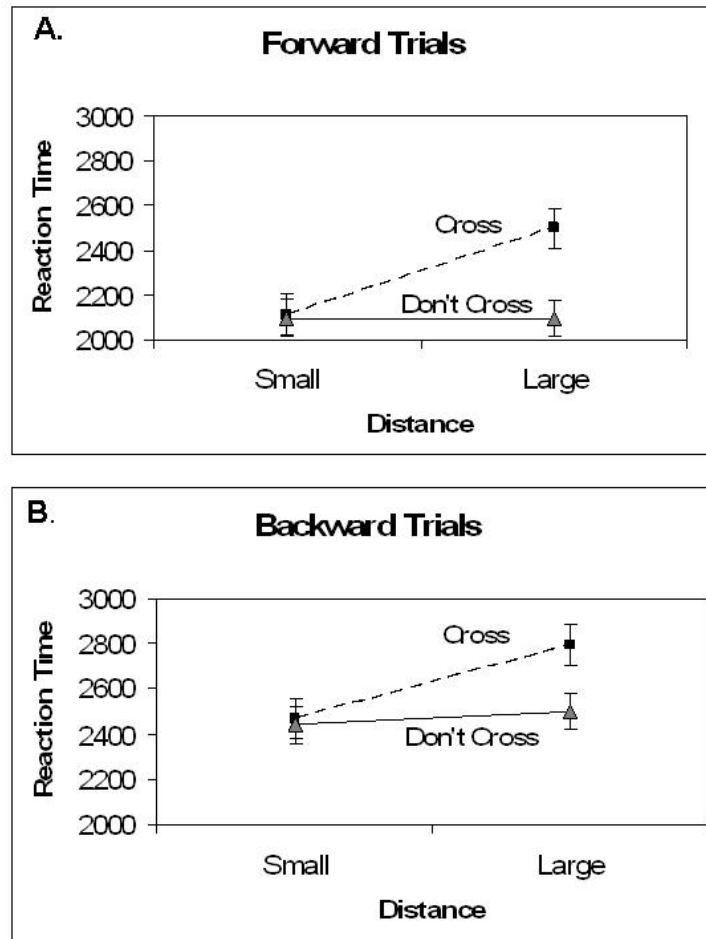 A.
Forward Trials
3000
2800
2600
2400
2200
2000
Reaction Time
Cross
Don't Cross
Small Large
Distance
B.
Backward Trials
3000
2800
2600
2400
2200
2000
Reaction Time
Cross
Don't Cross
Small Large
Distance